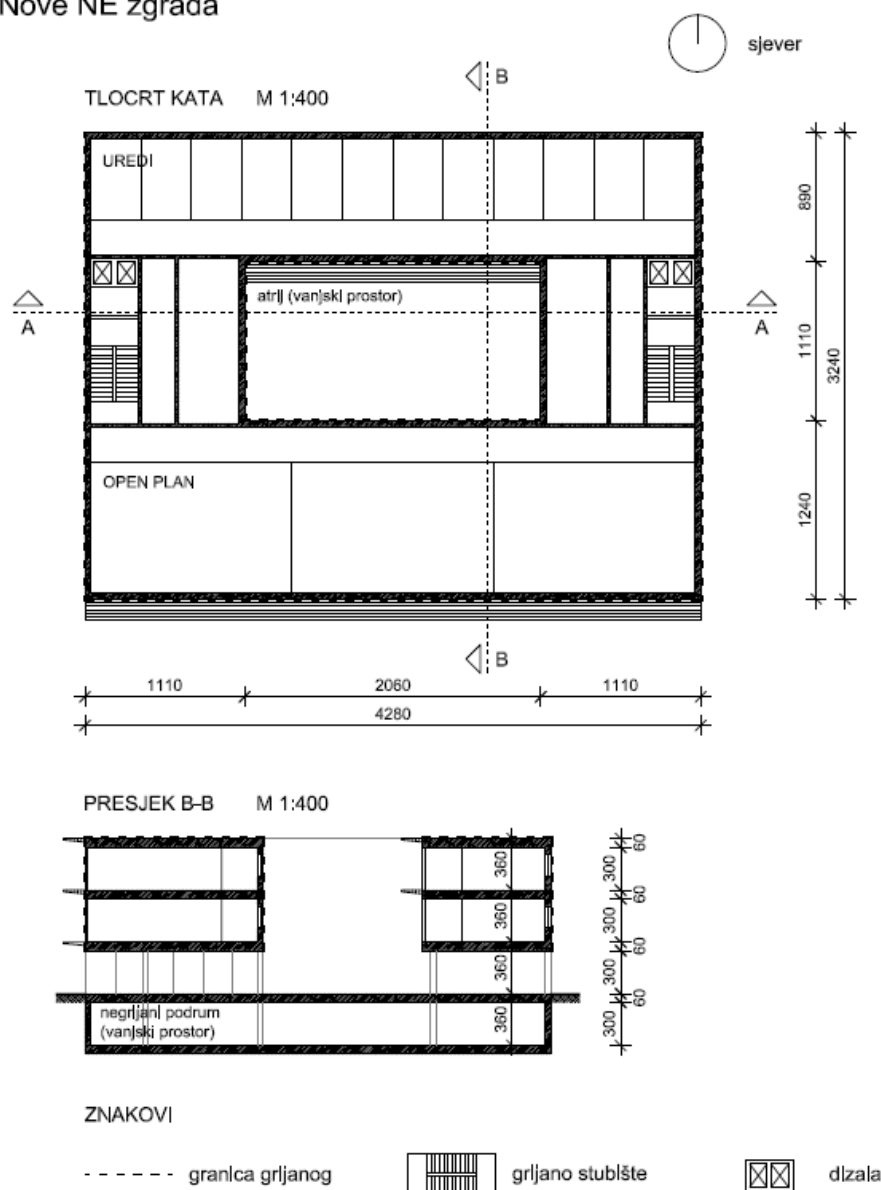 Nove NE zgrada
sjever
B
TLOCRT KATA M 1:400
UREDI
890
atrij (vanjski prostor)
A
A
1110
3240
OPEN PLAN
1240
B
1110
2060
1110
4280
PRESJEK B-B M 1:400
60
360
300
60
360
300
60
360
300
60
negrijani podrum
(vanjski prostor)
360
300
ZNAKOVI
granica grijanog
grijano stubište
dizala